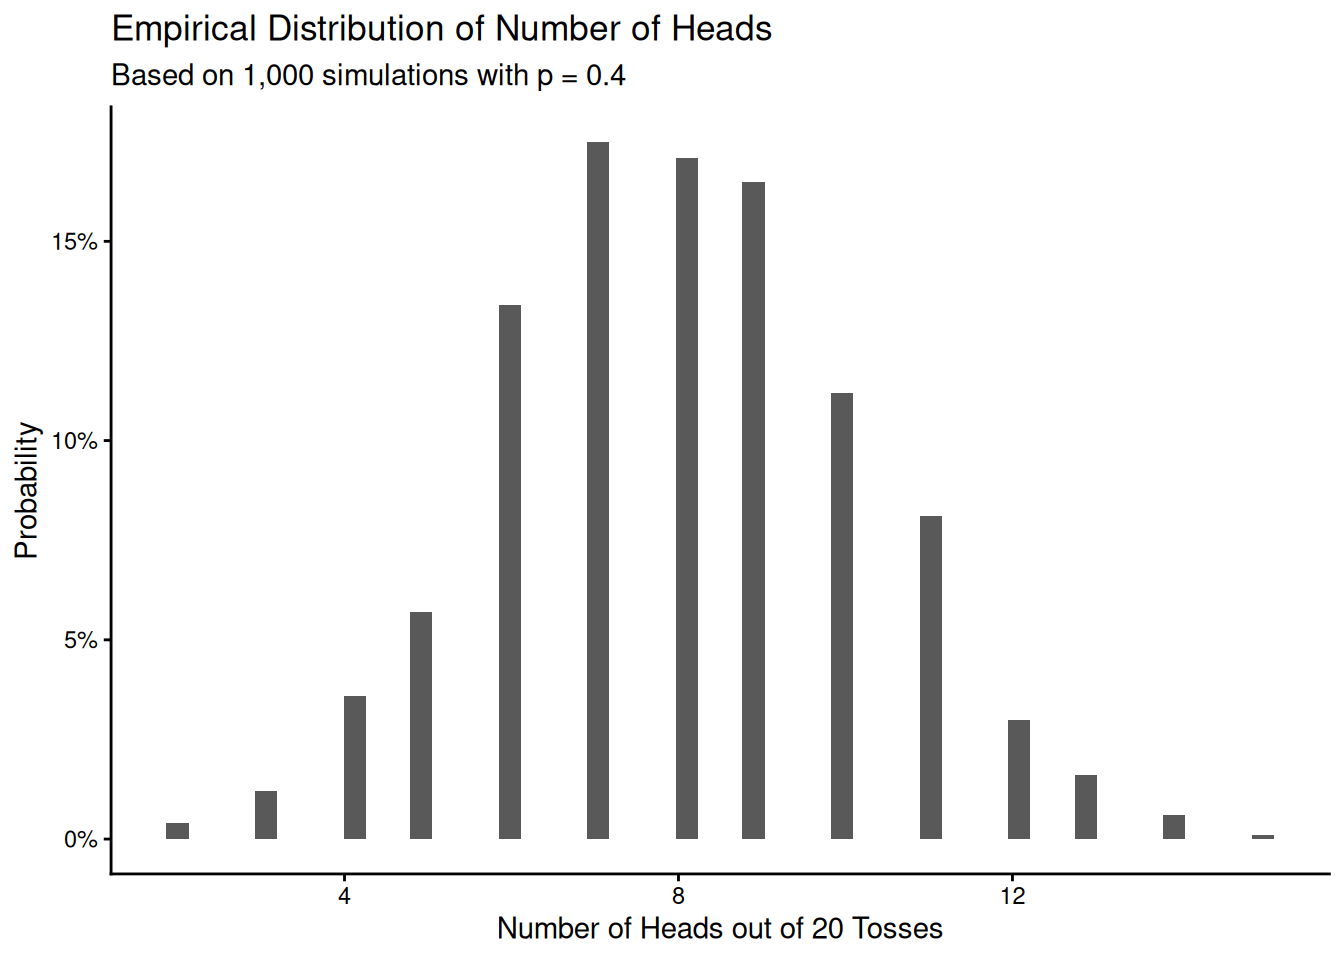 Empirical Distribution of Number of Heads
Based on 1,000 simulations with p = 0.4
15%
10%
5%
0%
Probability
4
8
12
Number of Heads out of 20 Tosses